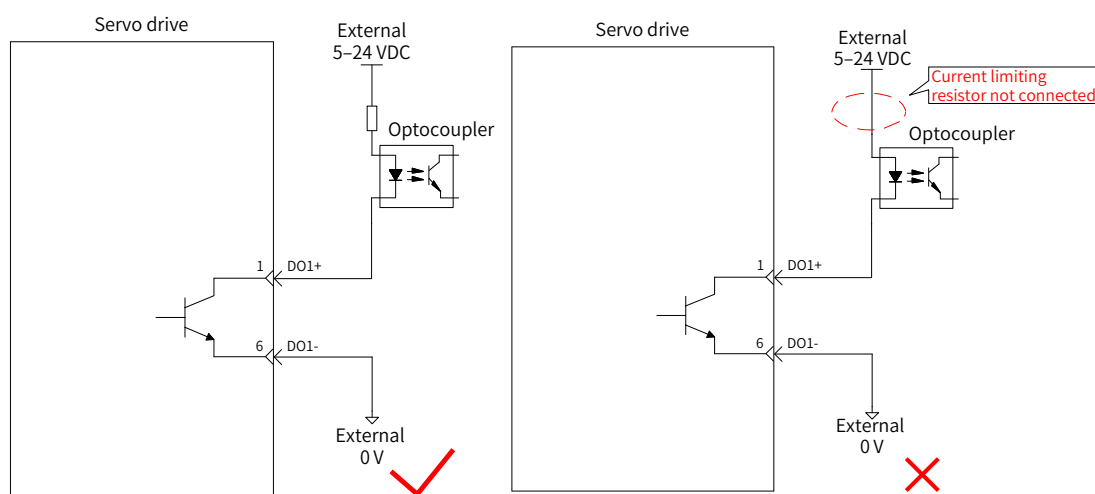 Servo drive
External
5–24 VDC
Optocoupler
1
DO1+
6
DO1-
External
0 V
Servo drive
External
5–24 VDC
Current limiting
resistor not connected
Optocoupler
1
DO1+
6
DO1-
External
0 V